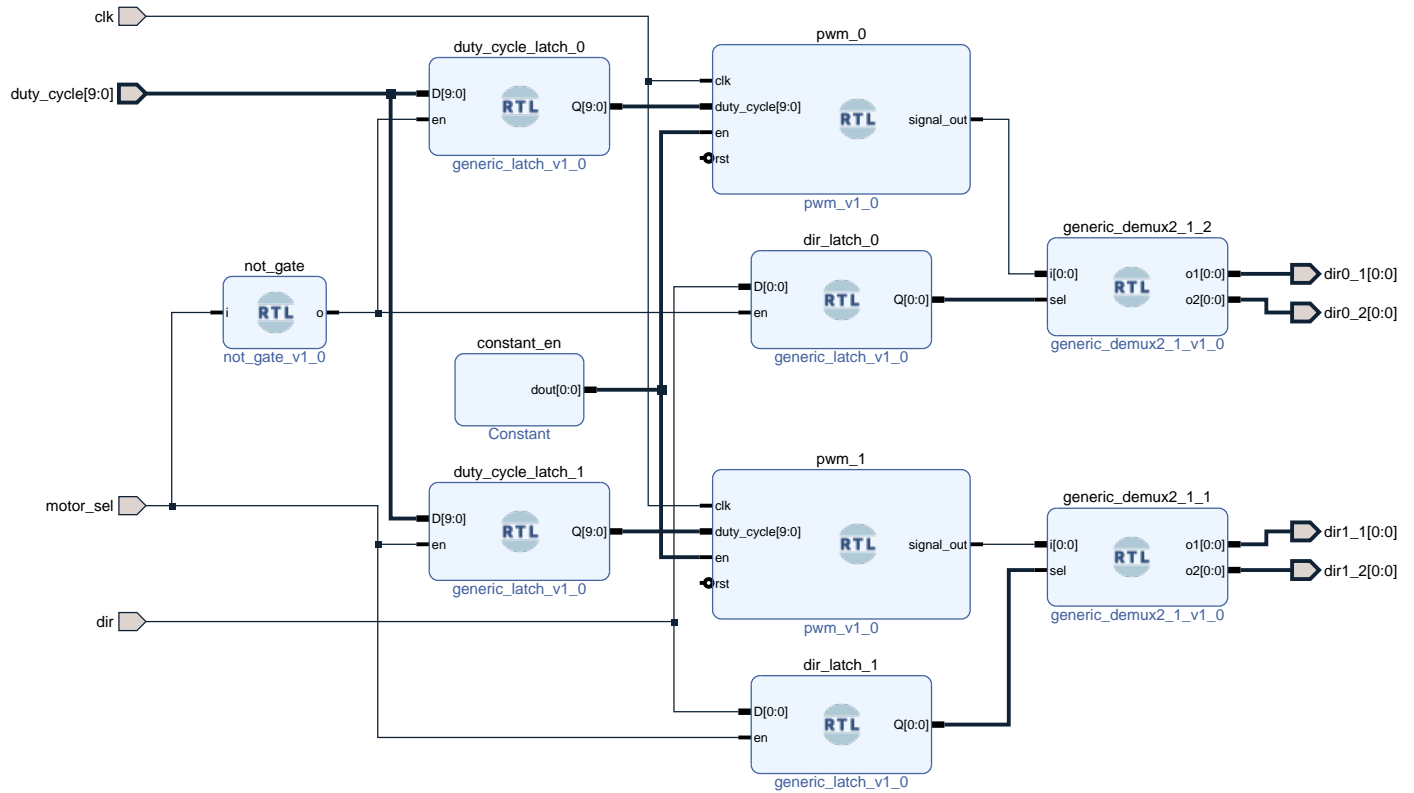 clk
duty_cycle[9:0]
duty_cycle_latch_0
D[9:0]
en
Q[9:0]
RTL
generic_latch_v1_0
pwm_0
clk
duty_cycle[9:0]
en
rst
signal_out
RTL
pwm_v1_0
not_gate
i
o
RTL
not_gate_v1_0
dir_latch_0
D[0:0]
en
Q[0:0]
RTL
generic_latch_v1_0
generic_demux2_1_2
i[0:0]
sel
o1[0:0]
o2[0:0]
RTL
generic_demux2_1_v1_0
dir0_1[0:0]
dir0_2[0:0]
constant_en
dout[0:0]
Constant
motor_sel
duty_cycle_latch_1
D[9:0]
en
Q[9:0]
RTL
generic_latch_v1_0
pwm_1
clk
duty_cycle[9:0]
en
rst
signal_out
RTL
pwm_v1_0
generic_demux2_1_1
i[0:0]
sel
o1[0:0]
o2[0:0]
RTL
generic_demux2_1_v1_0
dir1_1[0:0]
dir1_2[0:0]
dir
dir_latch_1
D[0:0]
en
Q[0:0]
RTL
generic_latch_v1_0